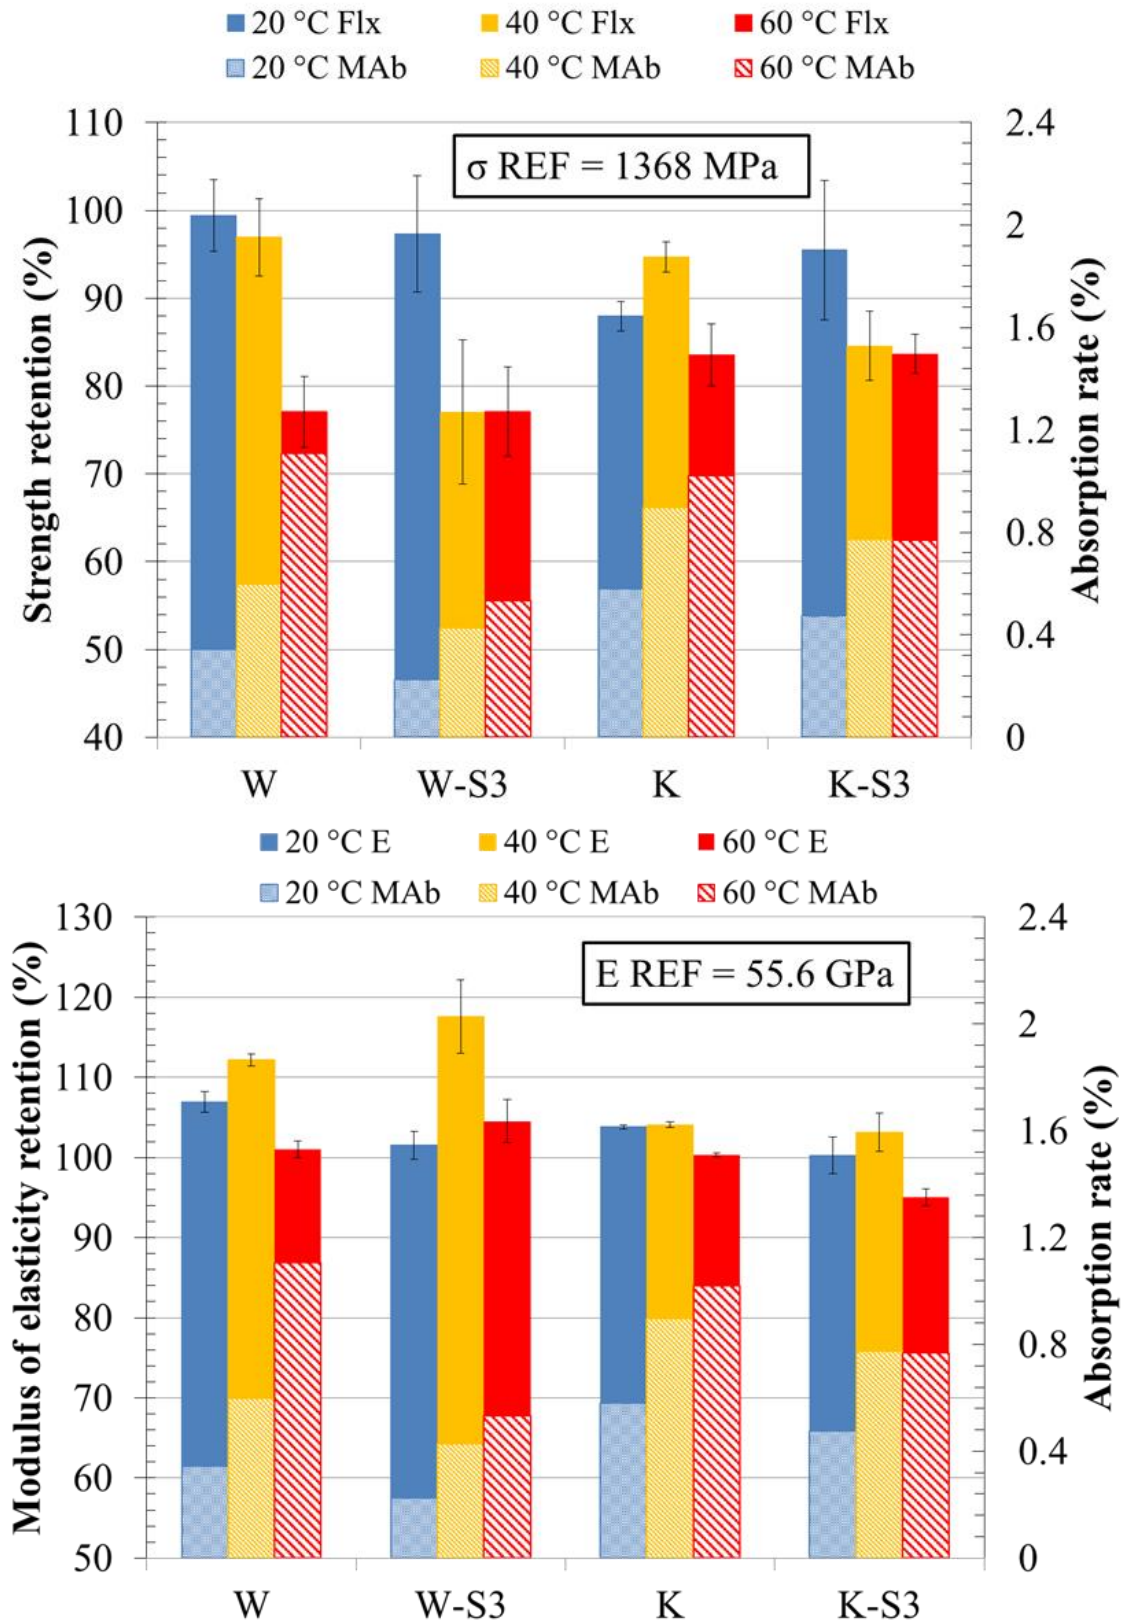 20 °C Flx 40 °C Flx 60 °C Flx
20 °C MAb 40 °C MAb 60 °C MAb
σ REF = 1368 MPa
Strength retention (%)
110
100
90
80
70
60
50
40
Absorption rate (%)
2.4
2
1.6
1.2
0.8
0.4
0
W W-S3 K K-S3
20 °C E 40 °C E 60 °C E
20 °C MAb 40 °C MAb 60 °C MAb
E REF = 55.6 GPa
Modulus of elasticity retention (%)
130
120
110
100
90
80
70
60
50
Absorption rate (%)
2.4
2
1.6
1.2
0.8
0.4
0
W W-S3 K K-S3